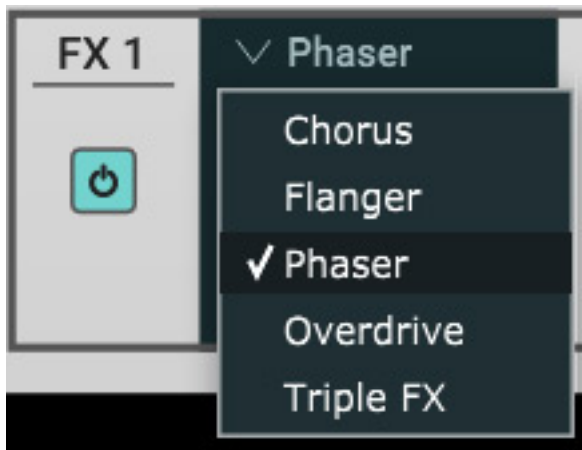 FX 1
Phaser
Chorus
Flanger
Phaser
Overdrive
Triple FX